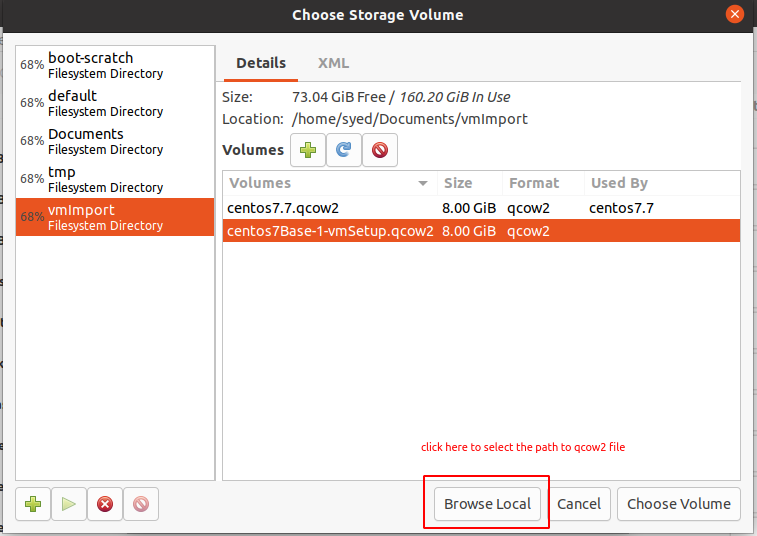 Choose Storage Volume
68% boot-scratch
Filesystem Directory
68% default
Filesystem Directory
68% Documents
Filesystem Directory
68% tmp
Filesystem Directory
68% vmImport
Filesystem Directory
Details XML
Size: 73.04 GiB Free / 160.20 GiB In Use
Location: /home/syed/Documents/vmImport
Volumes
Volumes Size Format Used By
centos7.7.qcow2 8.00 GiB qcow2 centos7.7
centos7Base-1-vmSetup.qcow2 8.00 GiB qcow2
click here to select the path to qcow2 file
Browse Local Cancel Choose Volume